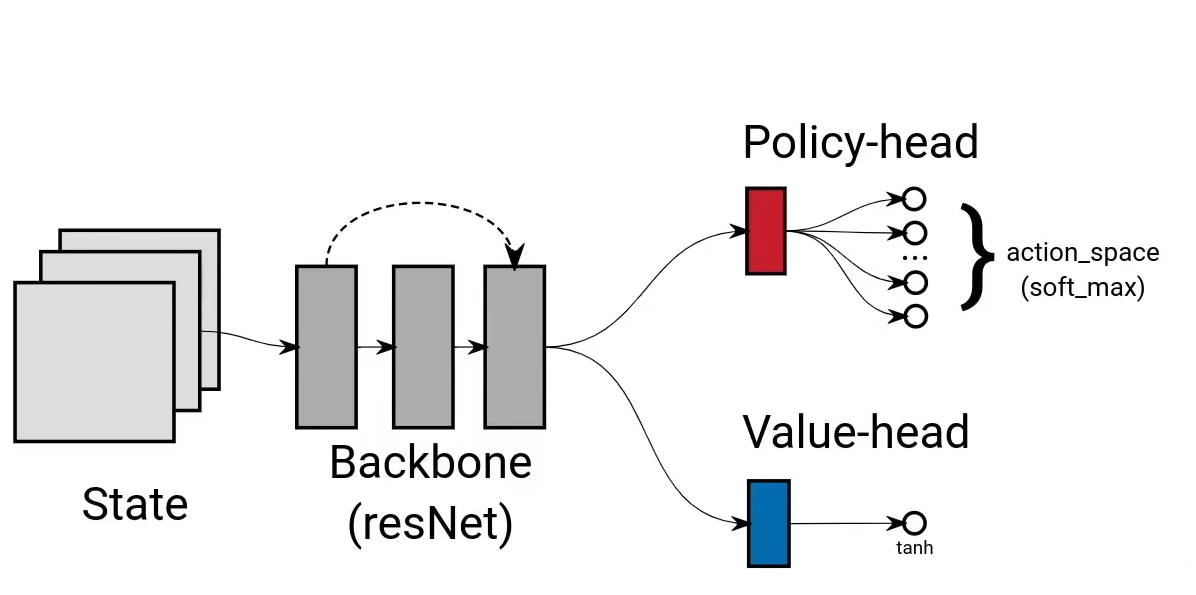 State
Backbone
(resNet)
Policy-head
...
action_space
(soft_max)
Value-head
tanh